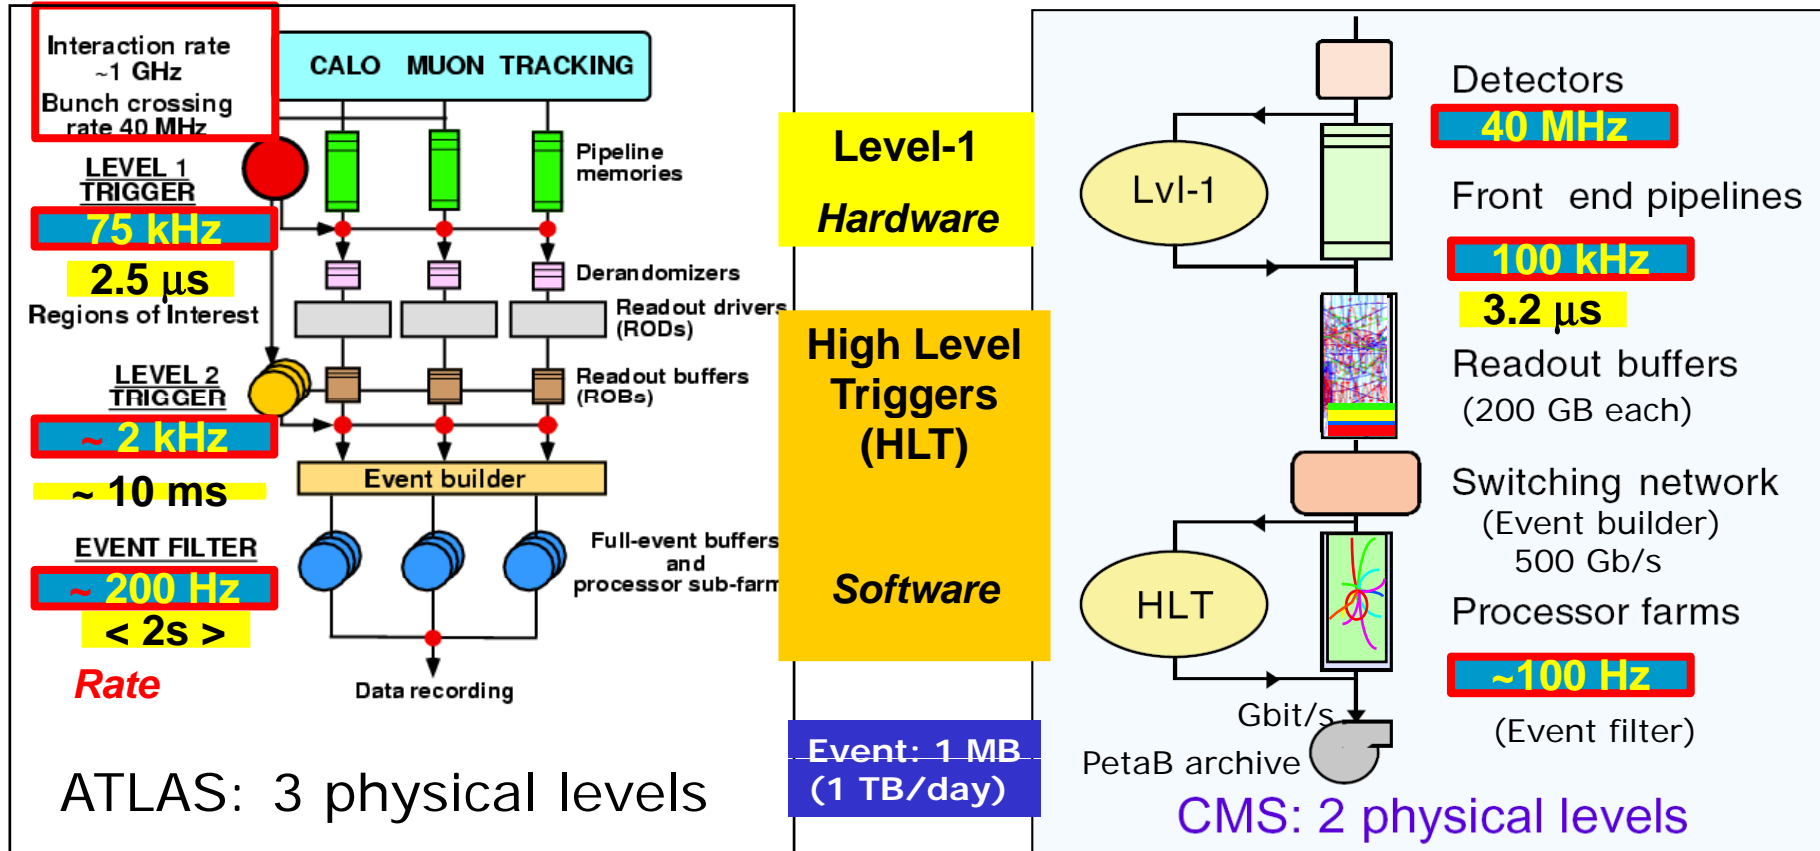 Interaction rate
~1 GHz
Bunch crossing
rate 40 MHz
CALO MUON TRACKING
LEVEL 1
TRIGGER
75 kHz
2.5 μs
Regions of Interest
LEVEL 2
TRIGGER
~ 2 kHz
~ 10 ms
EVENT FILTER
~ 200 Hz
< 2s >
Rate
Pipeline
memories
Derandomizers
Readout drivers
(RODs)
Readout buffers
(ROBs)
Event builder
Full-event buffers
and
processor sub-farm
Data recording
ATLAS: 3 physical levels
Level-1
Hardware
High Level
Triggers
(HLT)
Software
Event: 1 MB
(1 TB/day)
Lvl-1
HLT
Gbit/s
PetaB archive
Detectors
40 MHz
Front end pipelines
100 kHz
3.2 μs
Readout buffers
(200 GB each)
Switching network
(Event builder)
500 Gb/s
Processor farms
~100 Hz
(Event filter)
CMS: 2 physical levels